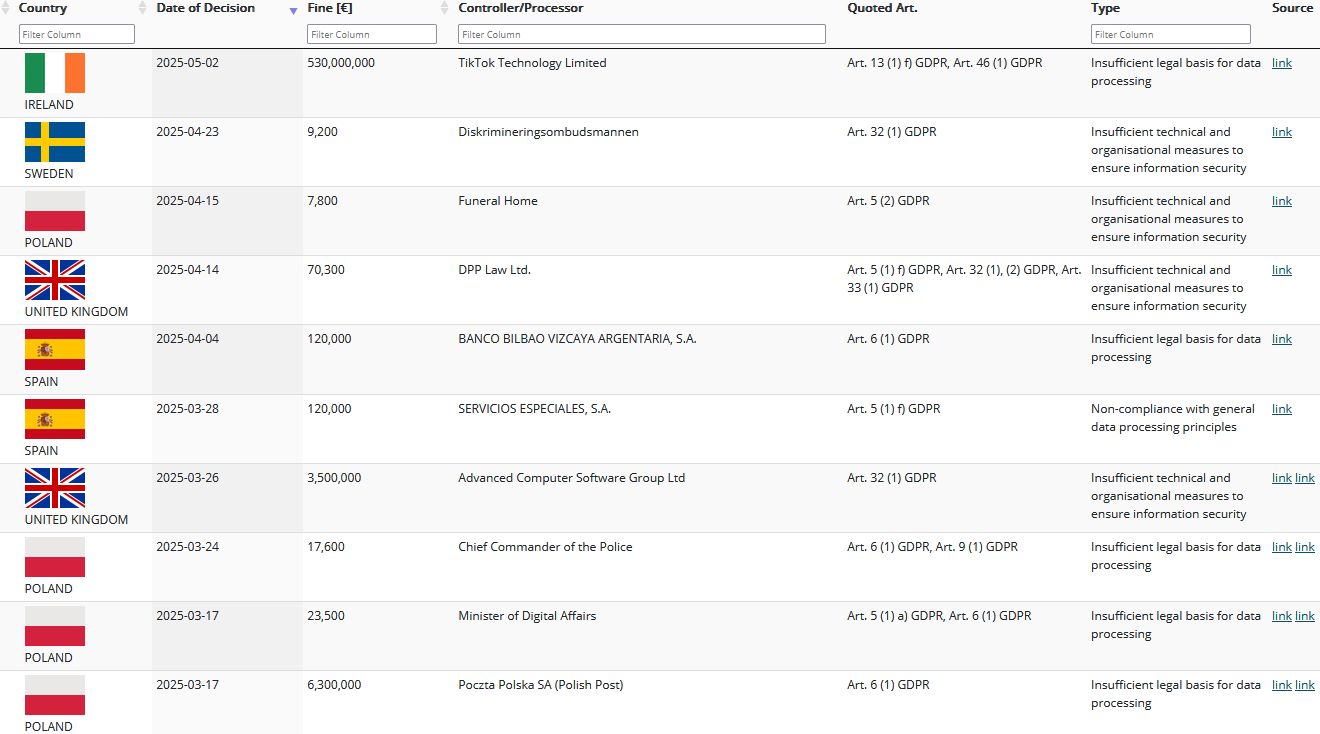 Country Date of Decision Fine [€] Controller/Processor Quoted Art. Type Source
Filter Column Filter Column Filter Column Filter Column
2025-05-02 530,000,000 TikTok Technology Limited Art. 13 (1) f) GDPR, Art. 46 (1) GDPR Insufficient legal basis for data link
processing
IRELAND
2025-04-23 9,200 Diskrimineringsombudsmannen Art. 32 (1) GDPR Insufficient technical and link
organisational measures to
ensure information security
SWEDEN
2025-04-15 7,800 Funeral Home Art. 5 (2) GDPR Insufficient technical and link
organisational measures to
ensure information security
POLAND
2025-04-14 70,300 DPP Law Ltd. Art. 5 (1) f) GDPR, Art. 32 (1), (2) GDPR, Art. Insufficient technical and link
33 (1) GDPR organisational measures to
ensure information security
UNITED KINGDOM
2025-04-04 120,000 BANCO BILBAO VIZCAYA ARGENTARIA, S.A. Art. 6 (1) GDPR Insufficient legal basis for data link
processing
SPAIN
2025-03-28 120,000 SERVICIOS ESPECIALES, S.A. Art. 5 (1) f) GDPR Non-compliance with general link
data processing principles
SPAIN
2025-03-26 3,500,000 Advanced Computer Software Group Ltd Art. 32 (1) GDPR Insufficient technical and link link
organisational measures to
ensure information security
UNITED KINGDOM
2025-03-24 17,600 Chief Commander of the Police Art. 6 (1) GDPR, Art. 9 (1) GDPR Insufficient legal basis for data link link
processing
POLAND
2025-03-17 23,500 Minister of Digital Affairs Art. 5 (1) a) GDPR, Art. 6 (1) GDPR Insufficient legal basis for data link link
processing
POLAND
2025-03-17 6,300,000 Poczta Polska SA (Polish Post) Art. 6 (1) GDPR Insufficient legal basis for data link link
processing
POLAND